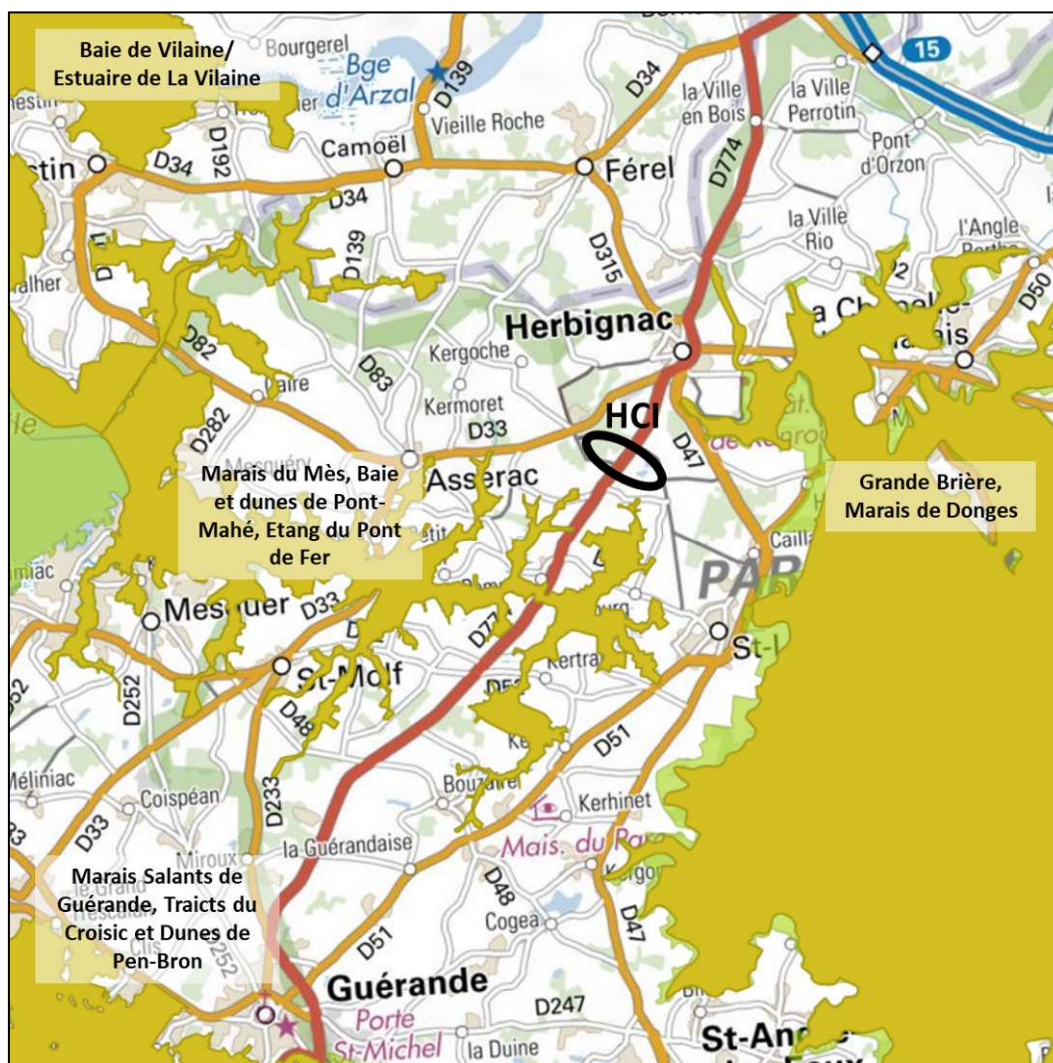 Baie de Vilaine/
Estuaire de La Vilaine
Bourgerel
Bge
d'Arzal
D139
Vieille Roche
D34
la Ville
en Bois
la Ville
Perrotin
15
Pont
d'Orzon
D192
D34
Camoël
D34
D139
Férel
D774
D315
la Ville
Rio
l'Angle
D50
D82
D83
Kergoche
Kermoret
Herbignac
D282
D33
HCI
D47
Asserac
Marais du Mès, Baie
et dunes de Pont-
Mahé, Etang du Pont
de Fer
Grande Brière,
Marais de Donges
PAR
Mesquer
D33
St-Molf
D252
D48
D233
D51
Kerhinet
Coispéan
D33
Miroux
la Guérandaise
D48
Cogea
D47
Marais Salants de
Guérande, Traicts du
Croisic et Dunes de
Pen-Bron
D252
D51
Guérande
Porte
St-Michel
D247
la Duine